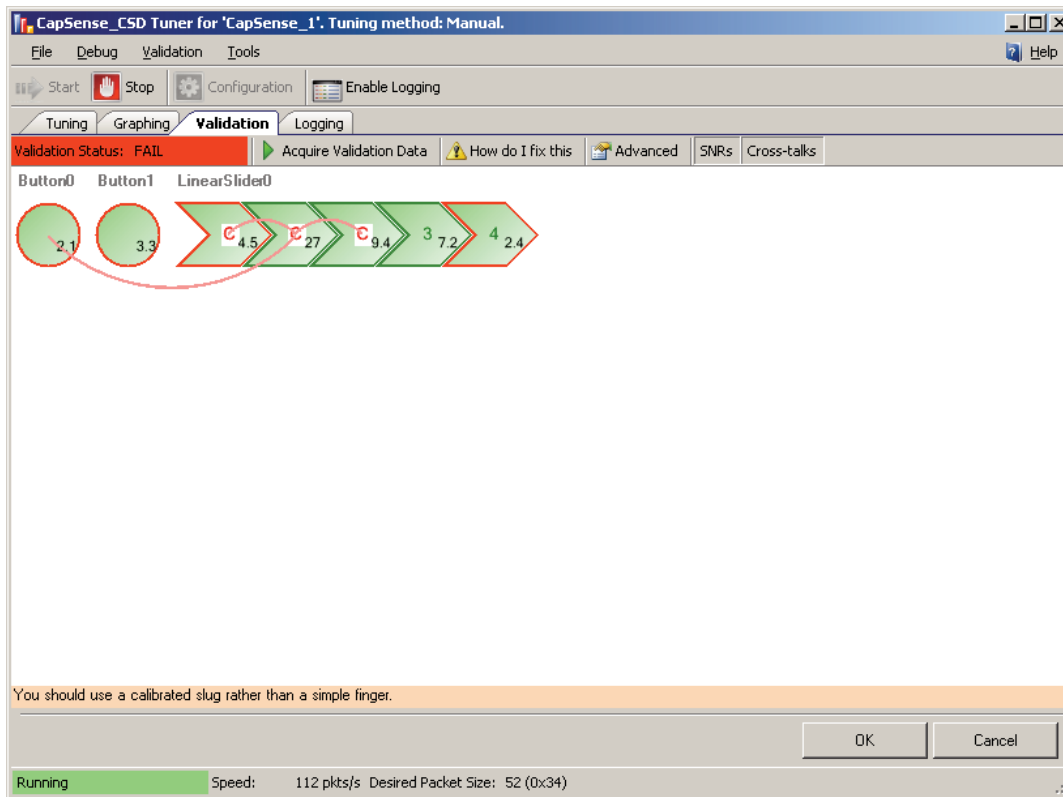 CapSense_CSD Tuner for 'CapSense_1'. Tuning method: Manual.
File Debug Validation Tools Help
Start Stop Configuration Enable Logging
Tuning Graphing Validation Logging
Validation Status: FAIL Acquire Validation Data How do I fix this Advanced SNRs Cross-talks
Button0 Button1 LinearSlider0
2.1 3.3 C 4.5 C 27 C 9.4 3 7.2 4 2.4
You should use a calibrated slug rather than a simple finger.
OK Cancel
Running Speed: 112 pkts/s Desired Packet Size: 52 (0x34)